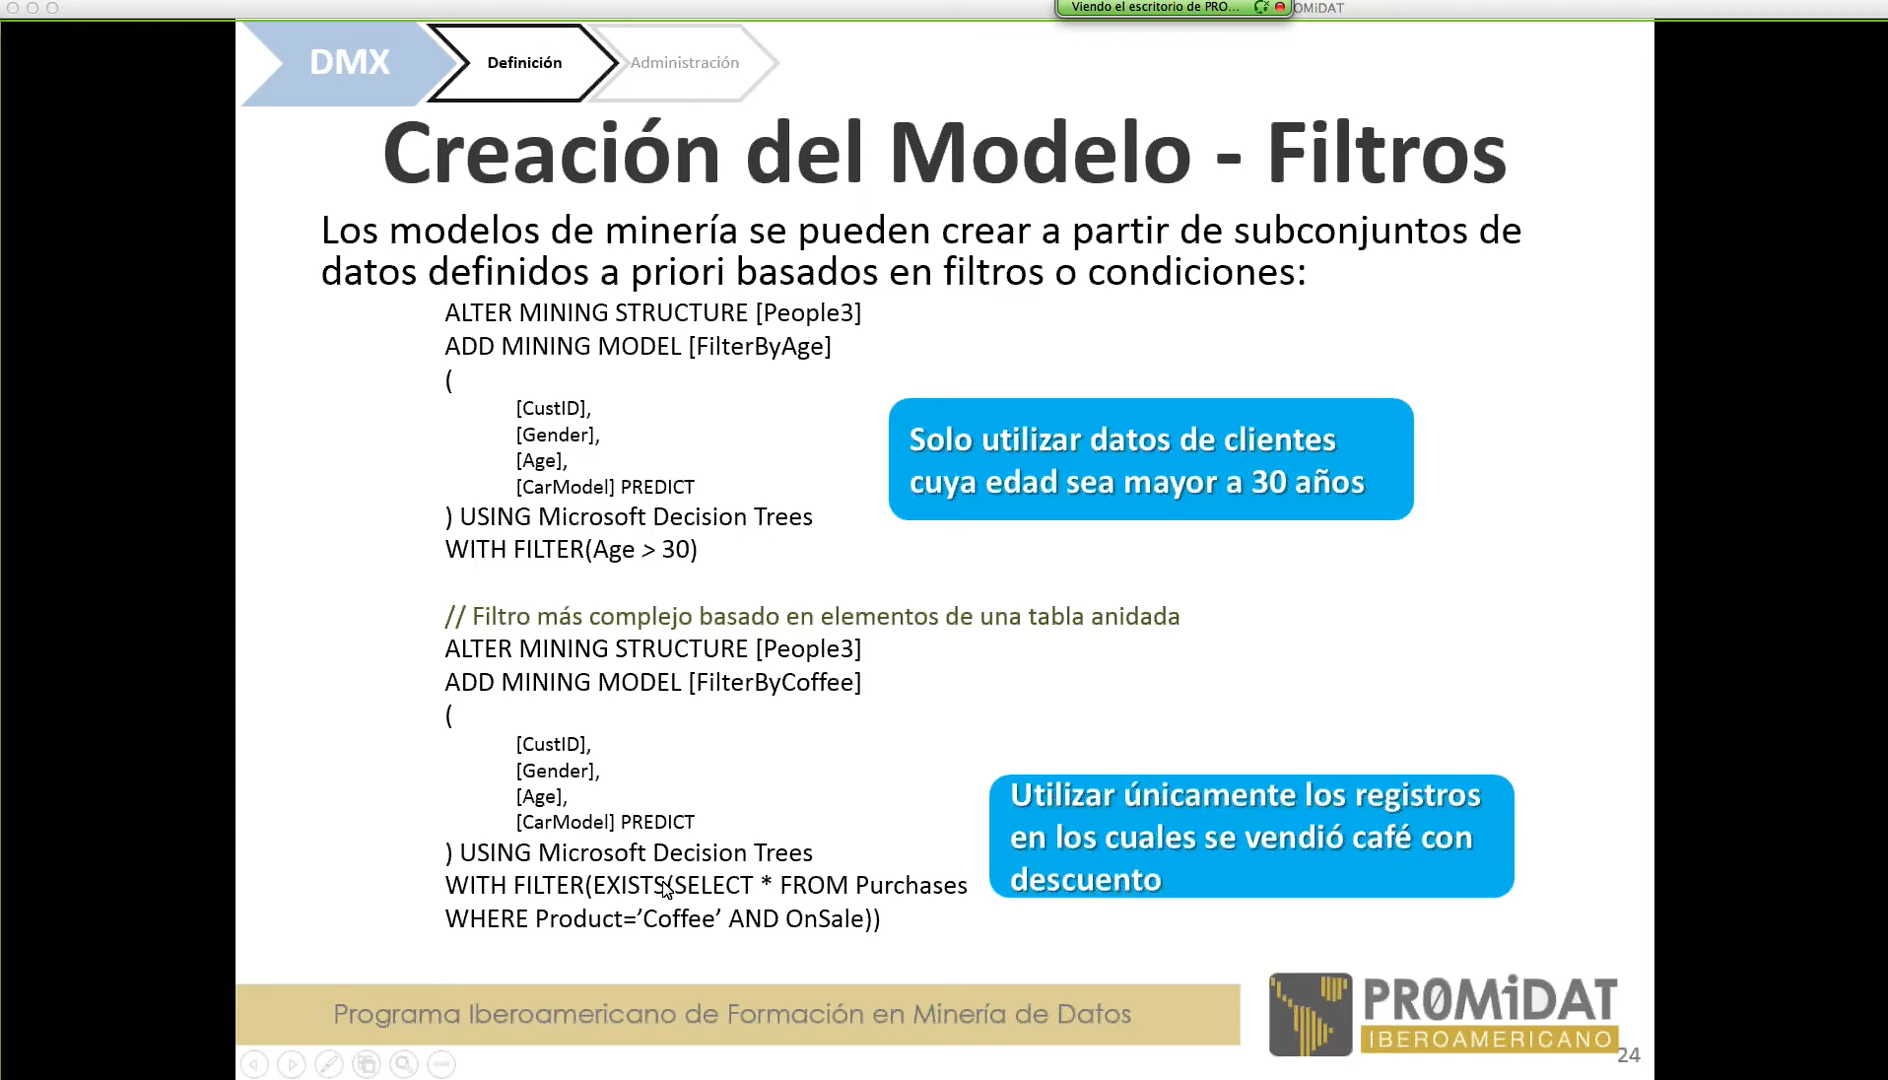 Viendo el escritorio de PRO...
OMiDAT
DMX
Definición
Administración
Creación del Modelo - Filtros
Los modelos de minería se pueden crear a partir de subconjuntos de
datos definidos a priori basados en filtros o condiciones:
ALTER MINING STRUCTURE [People3]
ADD MINING MODEL [FilterByAge]
(
[CustID],
[Gender],
[Age],
[CarModel] PREDICT
) USING Microsoft Decision Trees
WITH FILTER(Age > 30)
Solo utilizar datos de clientes
cuya edad sea mayor a 30 años
// Filtro más complejo basado en elementos de una tabla anidada
ALTER MINING STRUCTURE [People3]
ADD MINING MODEL [FilterByCoffee]
(
[CustID],
[Gender],
[Age],
[CarModel] PREDICT
) USING Microsoft Decision Trees
WITH FILTER(EXISTS(SELECT * FROM Purchases
WHERE Product=’Coffee’ AND OnSale))
Utilizar únicamente los registros
en los cuales se vendió café con
descuento
Programa Iberoamericano de Formación en Minería de Datos
PROMiDAT
IBEROAMERICANO
24